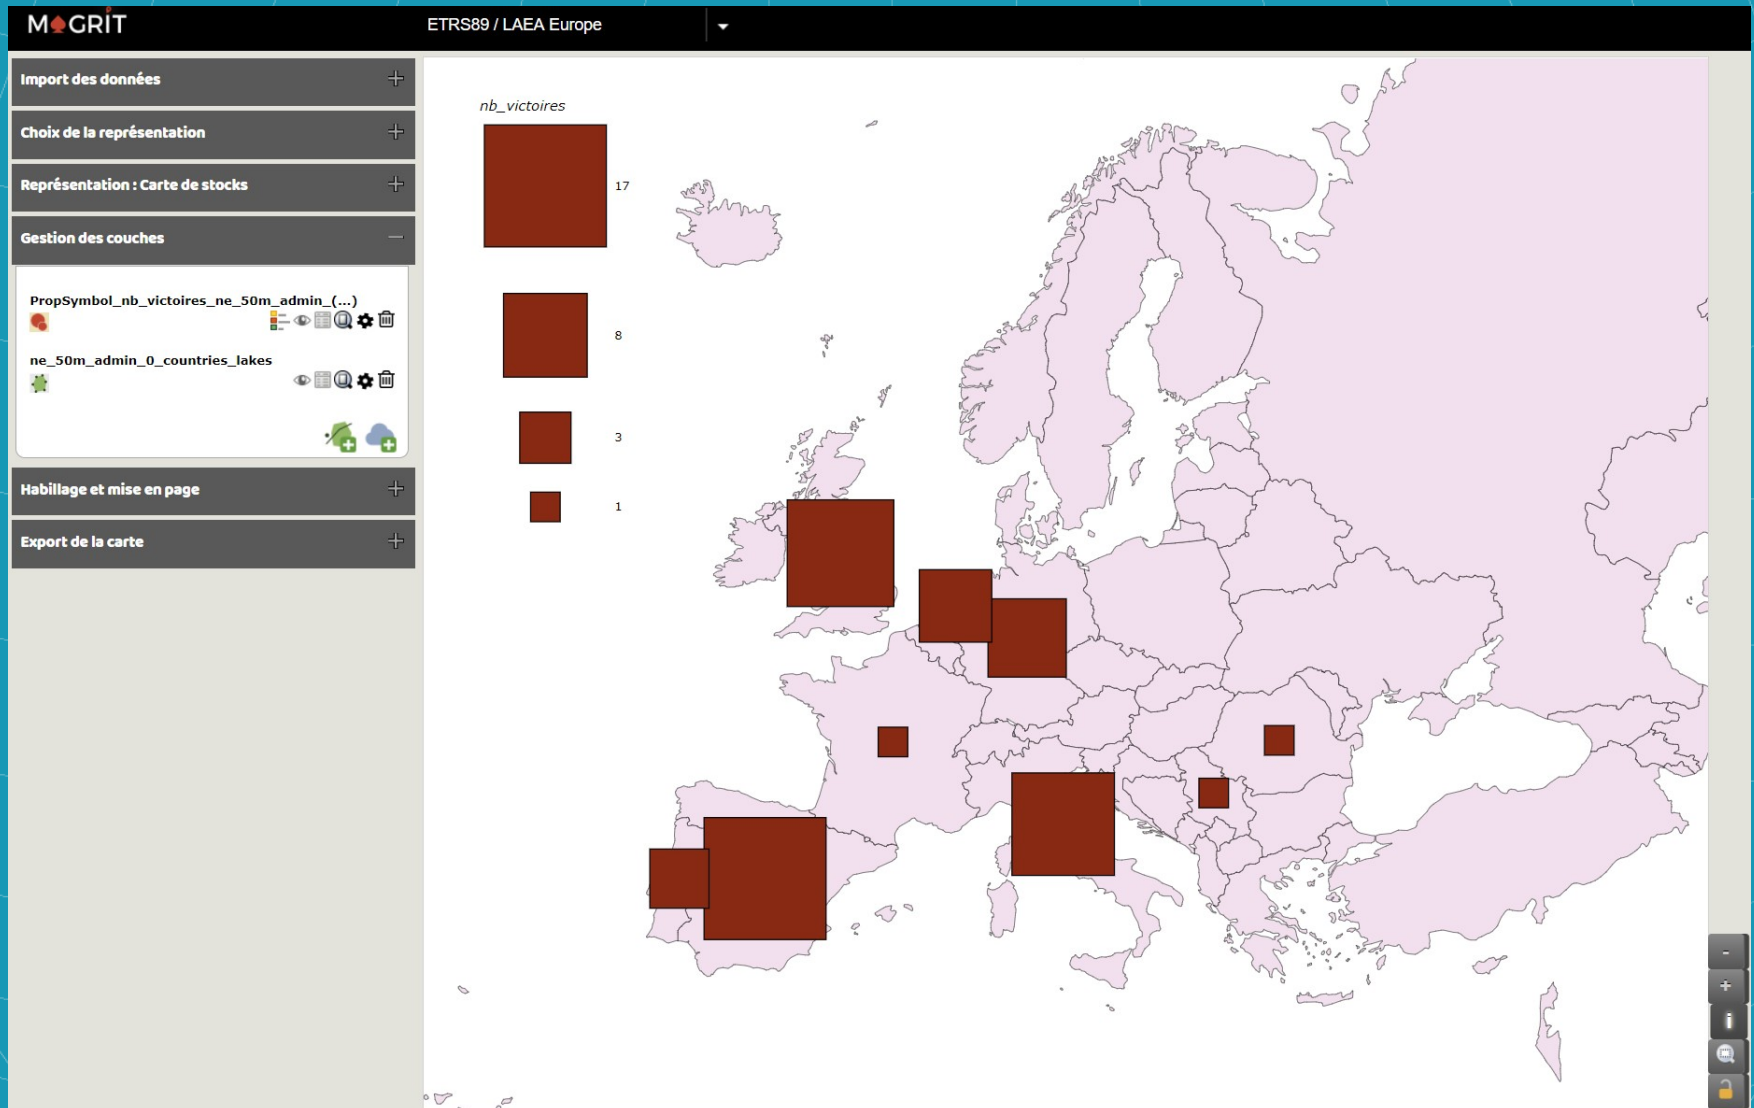 MAGRIT
ETRS89 / LAEA Europe
Import des données
Choix de la représentation
Représentation : Carte de stocks
Gestion des couches
PropSymbol_nb_victoires_ne_50m_admin_(...)
ne_50m_admin_0_countries_lakes
Habillage et mise en page
Export de la carte
nb_victoires
17
8
3
1
-
+
i